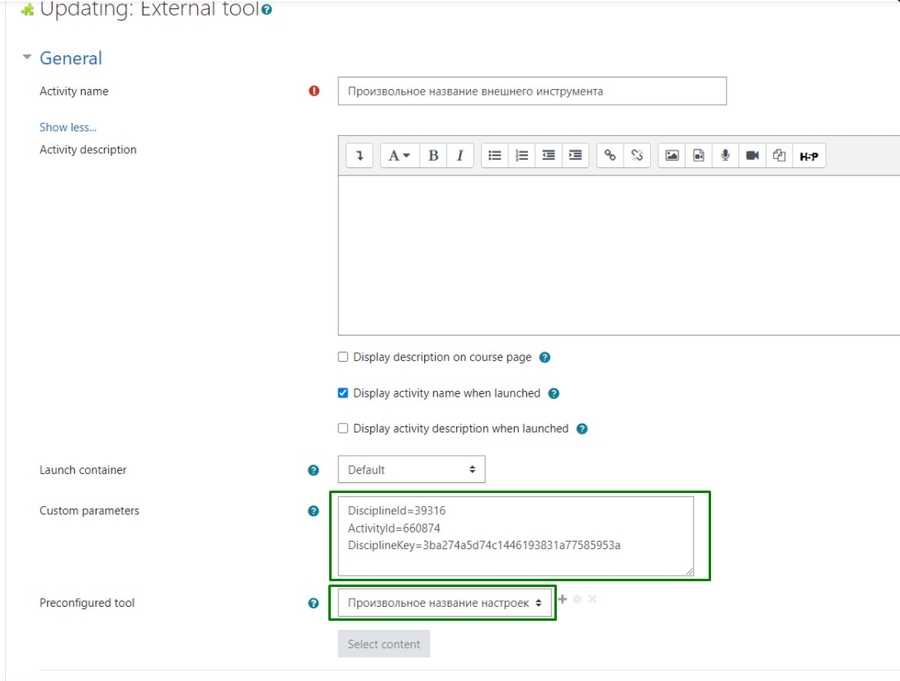 Updating: External tool
General
Activity name
Произвольное название внешнего инструмента
Show less...
Activity description
A B I H-P
Display description on course page
Display activity name when launched
Display activity description when launched
Launch container
Default
Custom parameters
DisciplineId=39316
ActivityId=660874
DisciplineKey=3ba274a5d74c1446193831a77585953a
Preconfigured tool
Произвольное название настроек
Select content